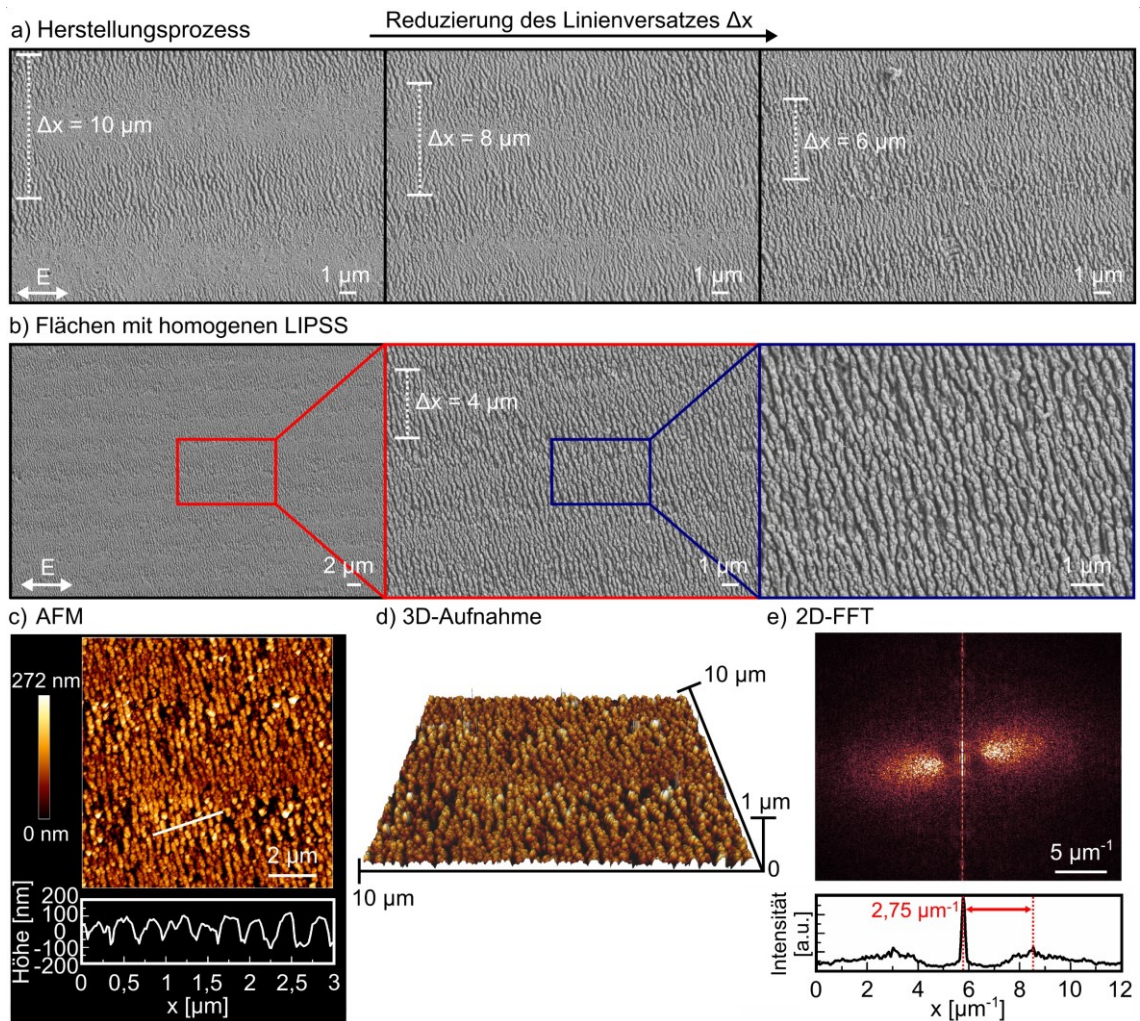 a) Herstellungsprozess
Reduzierung des Linienversatzes Δx
Δx = 10 µm
Δx = 8 µm
Δx = 6 µm
E
1 µm
1 µm
1 µm
b) Flächen mit homogenen LIPSS
Δx = 4 µm
E
2 µm
1 µm
1 µm
c) AFM
272 nm
0 nm
2 µm
Höhe [nm]
200
100
0
-100
-200
0
0,5
1
1,5
2
2,5
3
x [µm]
d) 3D-Aufnahme
10 µm
1 µm
0
10 µm
e) 2D-FFT
5 µm⁻¹
2,75 µm⁻¹
Intensität
[a.u.]
0
2
4
6
8
10
12
x [µm⁻¹]